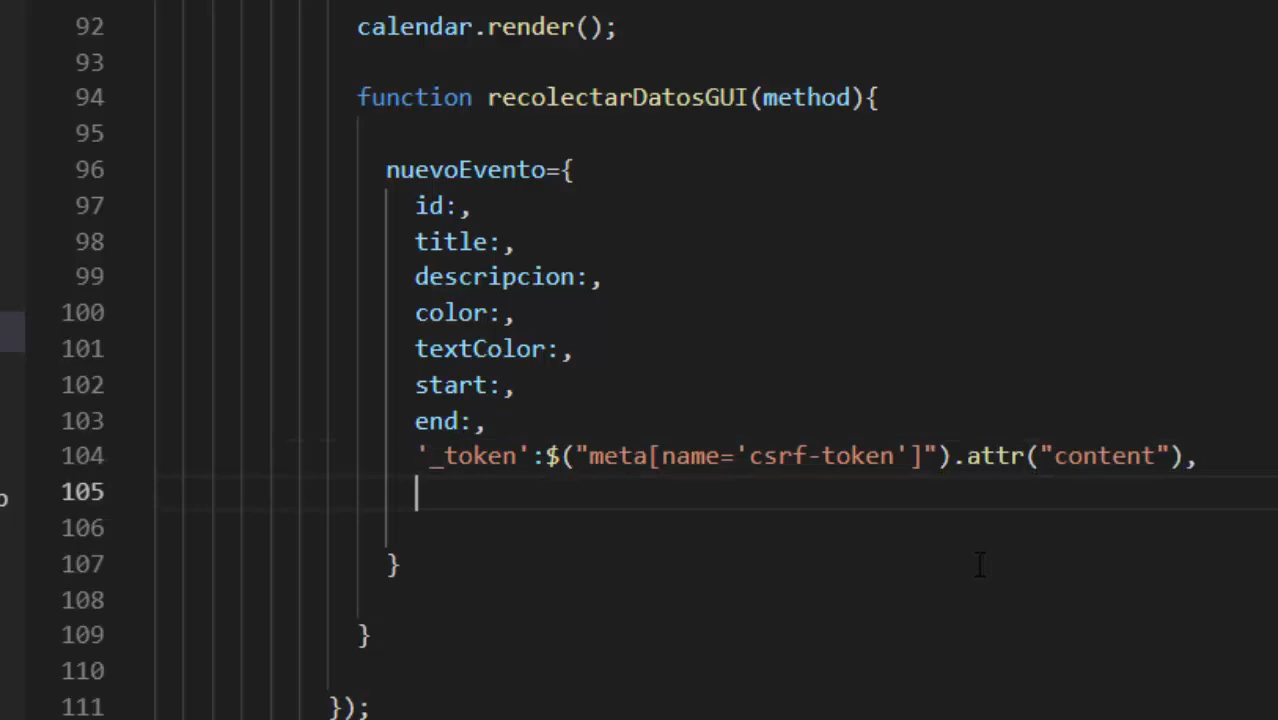 92 calendar.render();
93
94 function recolectarDatosGUI(method){
95
96 nuevoEvento={
97 id:,
98 title:,
99 descripcion:,
100 color:,
101 textColor:,
102 start:,
103 end:,
104 '_token':$("meta[name='csrf-token']").attr("content"),
105
106
107 }
108
109 }
110
111 });